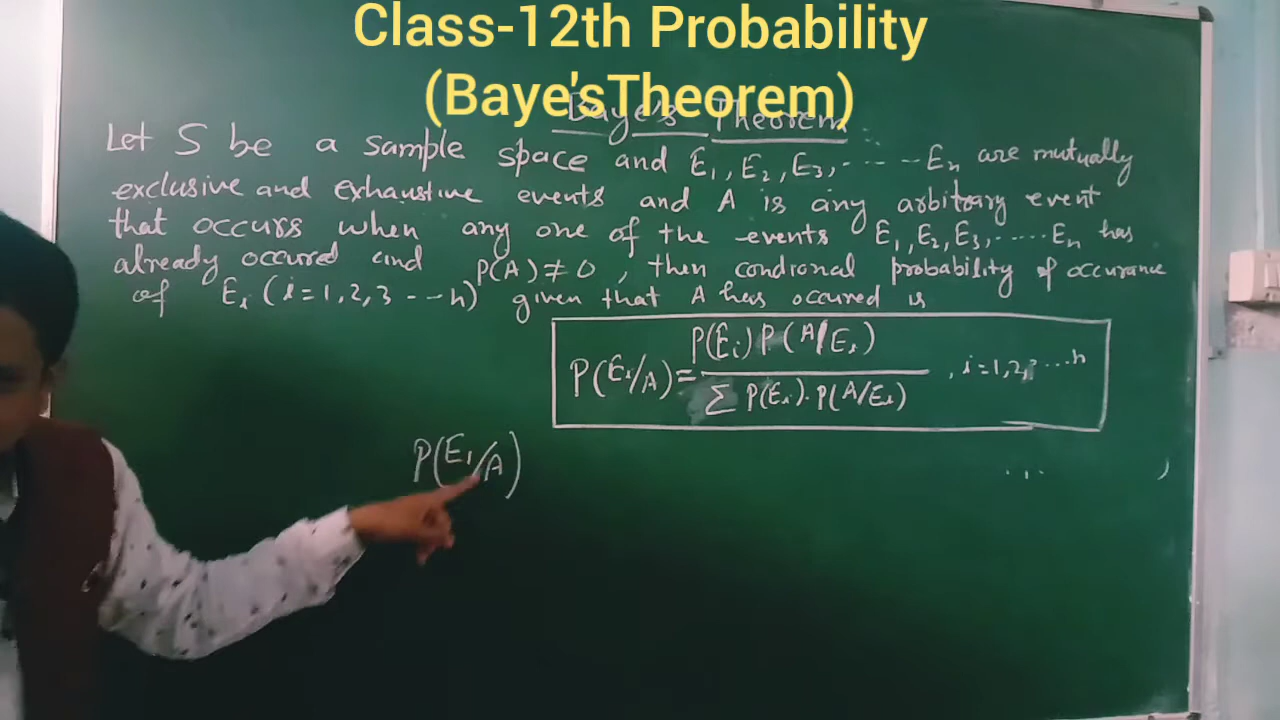 Class-12th Probability
(Baye'sTheorem)
Baye's Theorem
Let S be a sample space and E₁, E₂, E₃, ----- Eₙ are mutually
exclusive and exhaustive events and A is any arbitrary event
that occurs when any one of the events E₁, E₂, E₃, ...... Eₙ has
already occured and P(A) ≠ 0, then condional probability of occurance
of Eᵢ (i=1,2,3 --- n) given that A has occured is
P(Eᵢ/A) = P(Eᵢ) P(A/Eᵢ) / Σ P(Eᵢ).P(A/Eᵢ) , i=1,2,3...n
P(E₁/A)